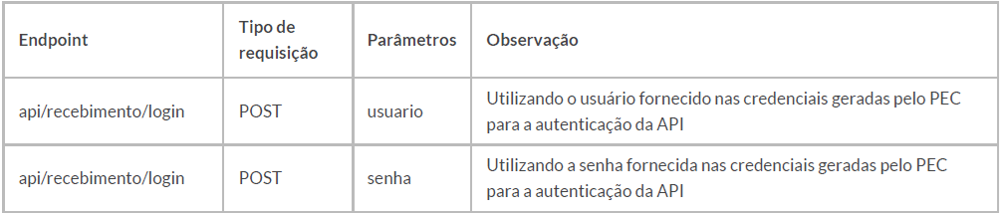 Endpoint
Tipo de
requisição
Parâmetros
Observação
api/recebimento/login
POST
usuario
Utilizando o usuário fornecido nas credenciais geradas pelo PEC
para a autenticação da API
api/recebimento/login
POST
senha
Utilizando a senha fornecida nas credenciais geradas pelo PEC
para a autenticação da API